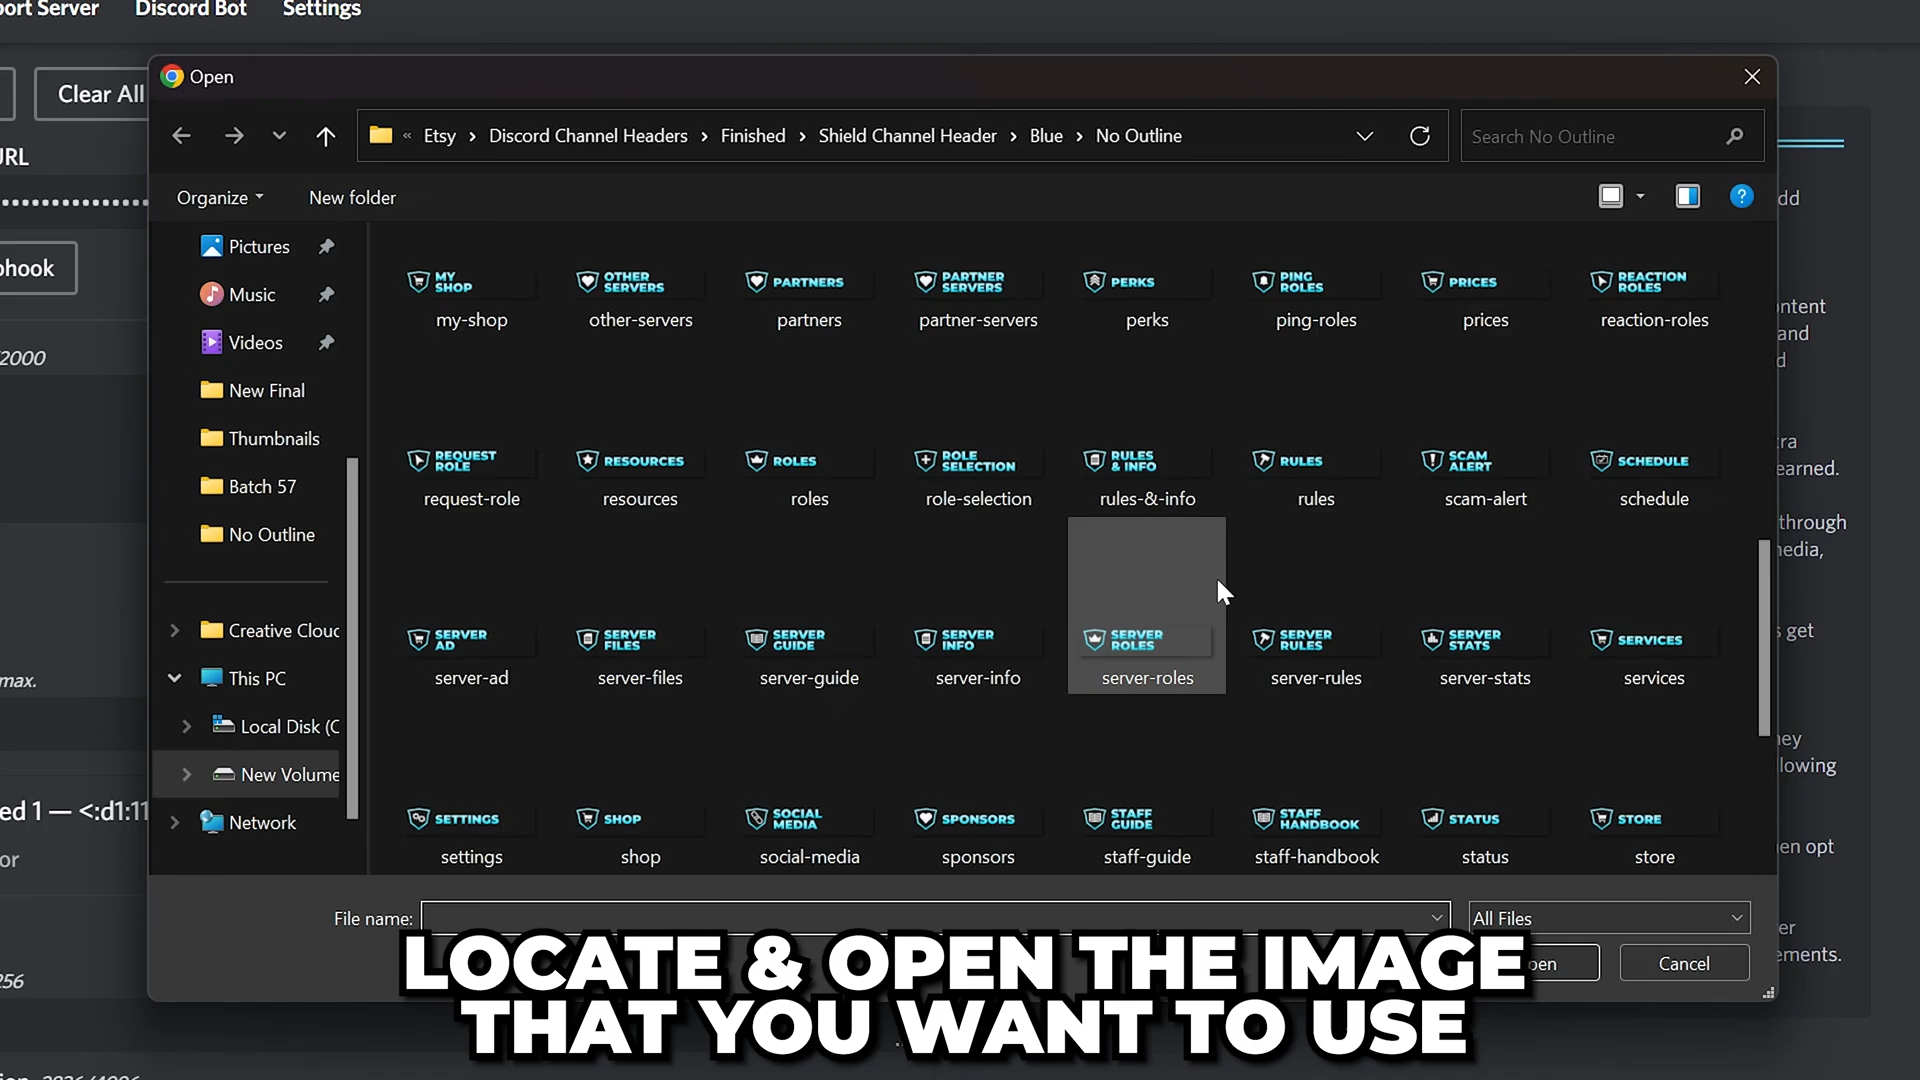 ort Server Discord Bot Settings
Open
Clear All
Etsy Discord Channel Headers Finished Shield Channel Header Blue No Outline
Search No Outline
URL
Organize New folder
dd
Pictures
Music
Videos
New Final
Thumbnails
Batch 57
No Outline
Creative Cloud
This PC
Local Disk (C
New Volume
Network
ohook
/2000
max.
ed 1 — <:d1:11
or
256
MY SHOP
OTHER SERVERS
PARTNERS
PARTNER SERVERS
PERKS
PING ROLES
PRICES
REACTION ROLES
my-shop other-servers partners partner-servers perks ping-roles prices reaction-roles
REQUEST ROLE
RESOURCES
ROLES
ROLE SELECTION
RULES & INFO
RULES
SCAM ALERT
SCHEDULE
request-role resources roles role-selection rules-&-info rules scam-alert schedule
SERVER AD
SERVER FILES
SERVER GUIDE
SERVER INFO
SERVER ROLES
SERVER RULES
SERVER STATS
SERVICES
server-ad server-files server-guide server-info server-roles server-rules server-stats services
SETTINGS
SHOP
SOCIAL MEDIA
SPONSORS
STAFF GUIDE
STAFF HANDBOOK
STATUS
STORE
settings shop social-media sponsors staff-guide staff-handbook status store
ntent
and
d
ra
earned.
through
edia,
s get
hey
llowing
en opt
er
ements.
File name:
All Files
pen Cancel
LOCATE & OPEN THE IMAGE
THAT YOU WANT TO USE